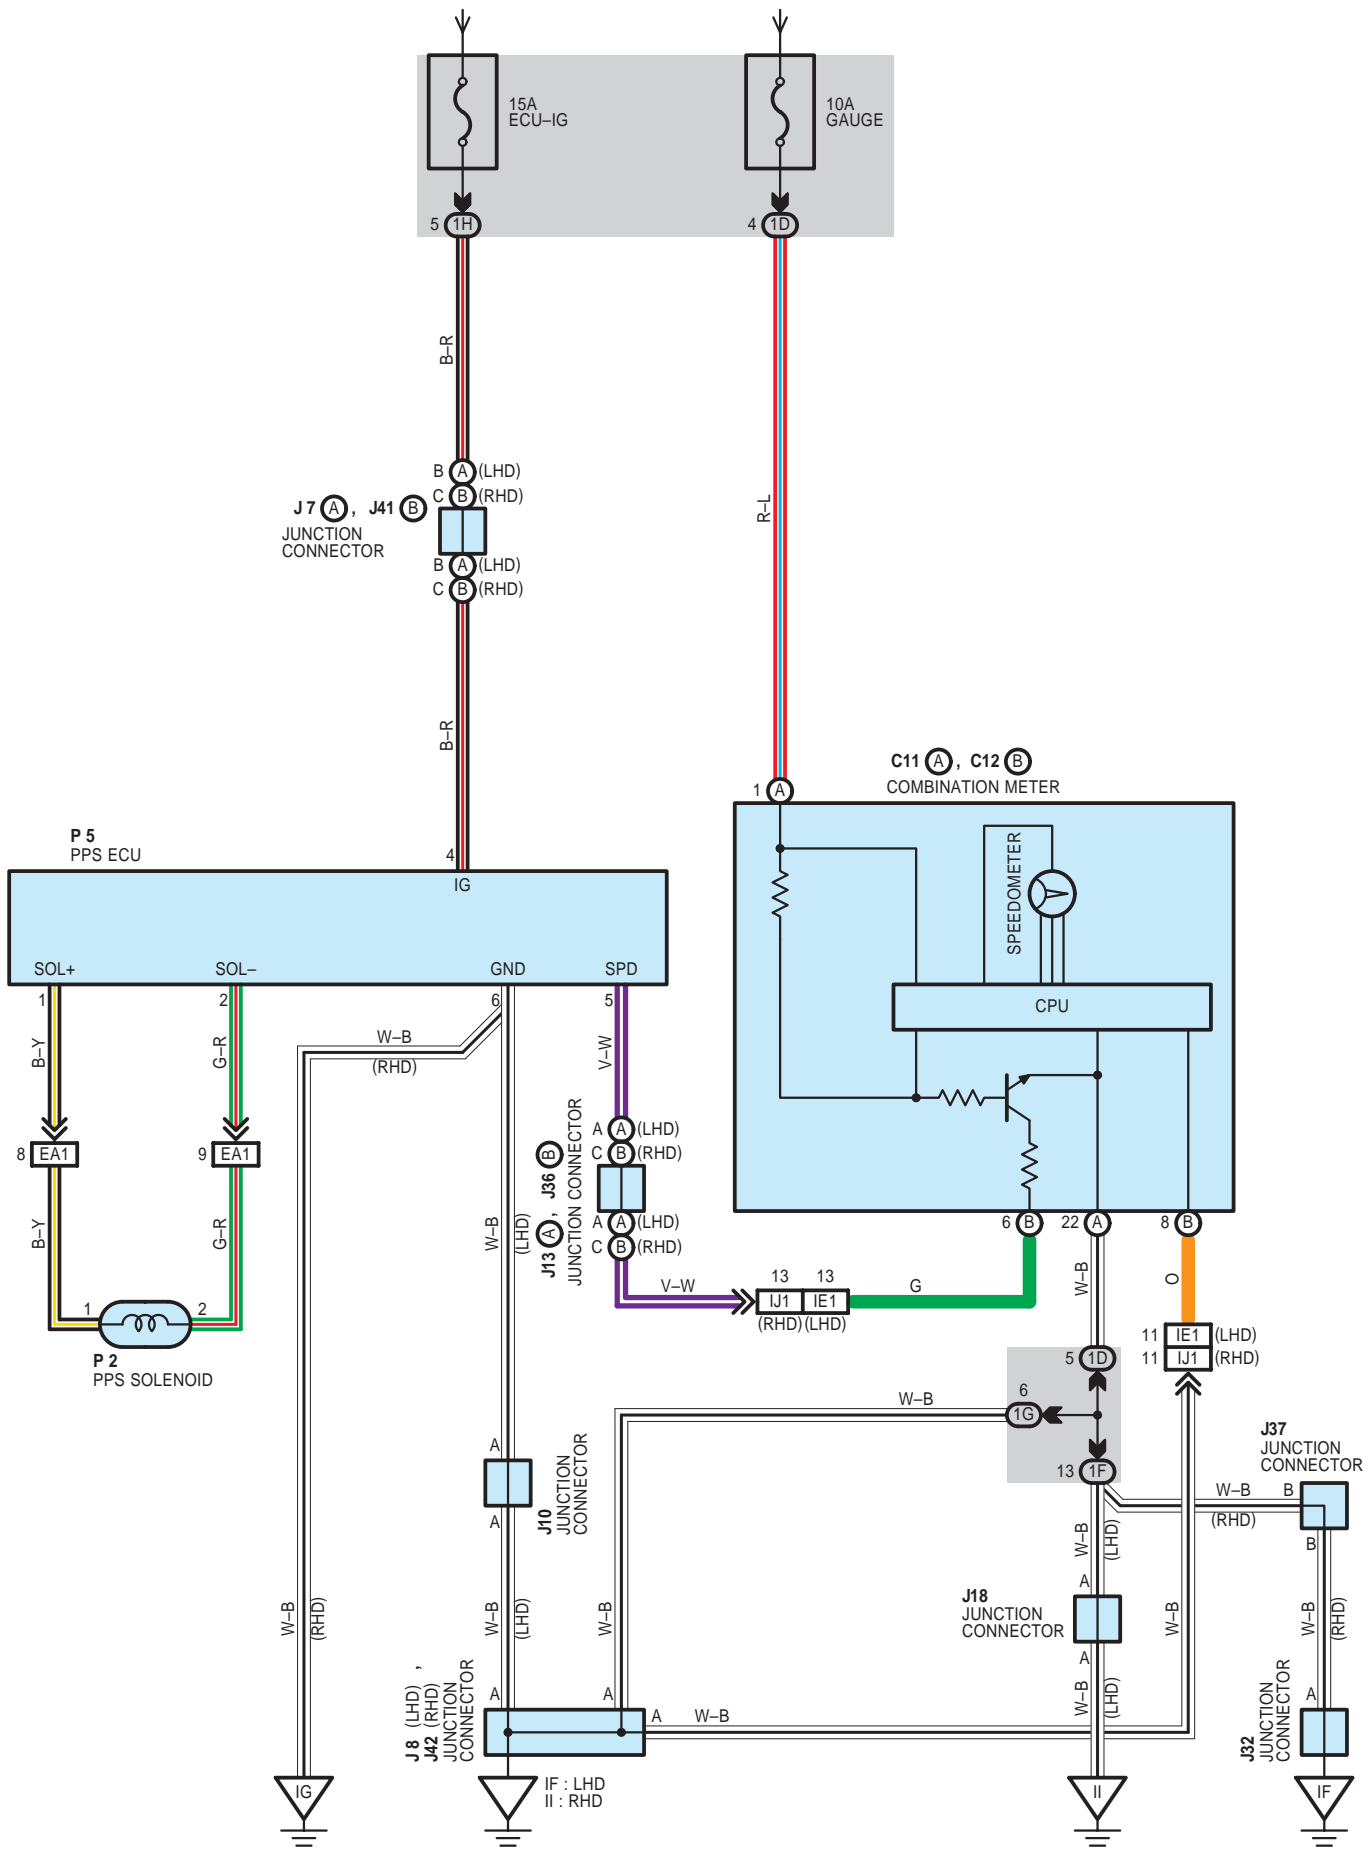 15A
ECU–IG
10A
GAUGE
5 1H
4 1D
B–R
R–L
B A (LHD)
C B (RHD)
J 7 A , J41 B
JUNCTION
CONNECTOR
B A (LHD)
C B (RHD)
B–R
C11 A , C12 B
COMBINATION METER
1 A
P 5
PPS ECU
4
IG
SPEEDOMETER
CPU
SOL+
SOL–
GND
SPD
1
2
6
5
B–Y
G–R
W–B
(RHD)
V–W
8 EA1
9 EA1
A A (LHD)
C B (RHD)
J13 A , J36 B
JUNCTION CONNECTOR
A A (LHD)
C B (RHD)
B–Y
G–R
W–B
(LHD)
6 B
22 A
8 B
V–W
13
13
IJ1
IE1
(RHD)
(LHD)
G
W–B
O
11 IE1 (LHD)
11 IJ1 (RHD)
1
2
P 2
PPS SOLENOID
5 1D
6
1G
W–B
13 1F
A
J10
JUNCTION
CONNECTOR
A
J37
JUNCTION
CONNECTOR
W–B
B
(RHD)
B
W–B
(LHD)
A
J18
JUNCTION
CONNECTOR
A
W–B
(RHD)
W–B
(LHD)
W–B
W–B
W–B
(RHD)
W–B
(LHD)
J 8 (LHD) ,
J42 (RHD)
JUNCTION
CONNECTOR
A
A
A
W–B
A
J32
JUNCTION
CONNECTOR
IG
IF : LHD
II : RHD
II
IF